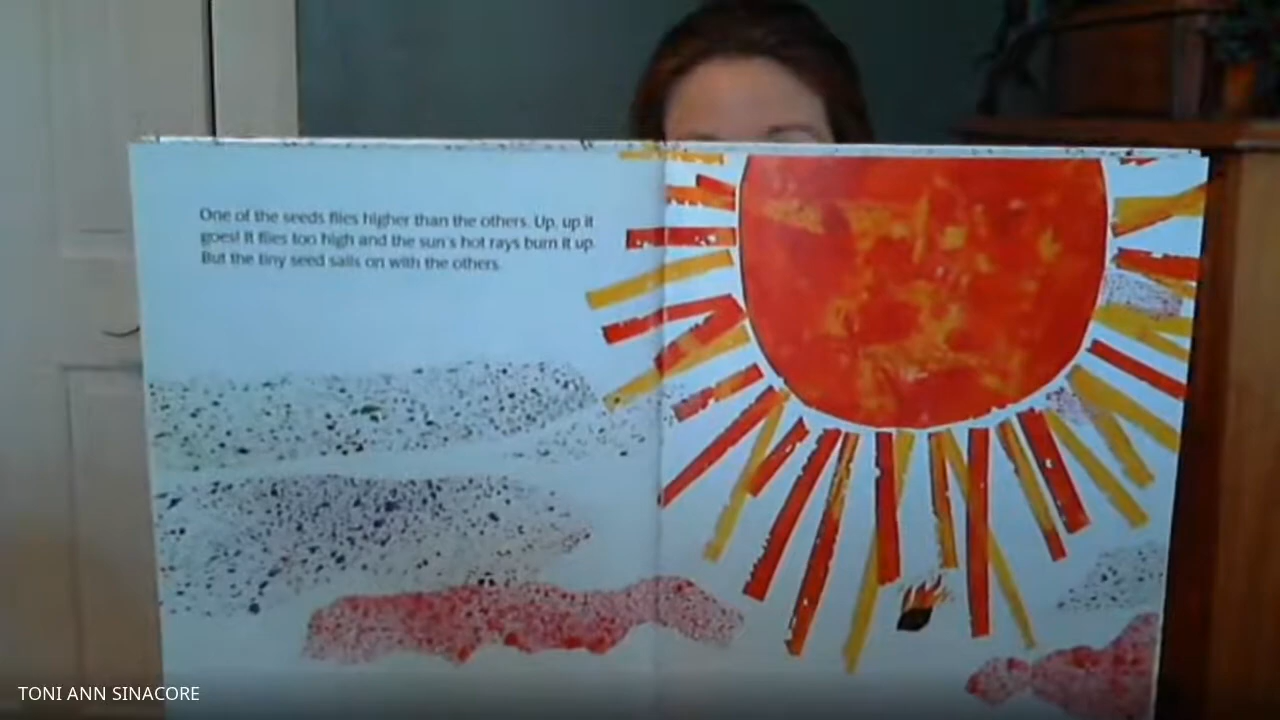 One of the seeds flies higher than the others. Up, up it
goes! It flies too high and the sun's hot rays burn it up.
But the tiny seed sails on with the others.
TONI ANN SINACORE